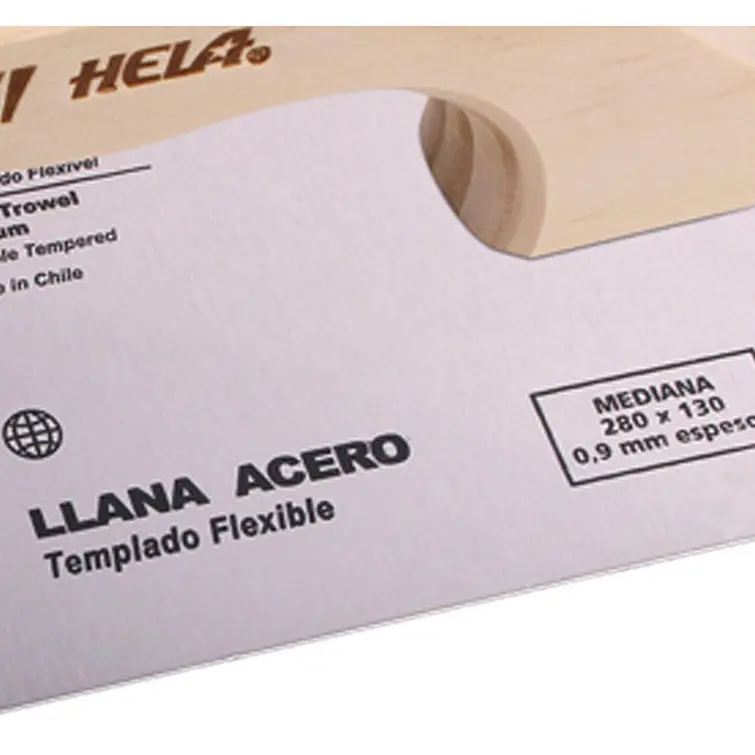 HELA®
do Flexível
Trowel
um
le Tempered
in Chile
LLANA ACERO
Templado Flexible
MEDIANA
280 x 130
0,9 mm espeso